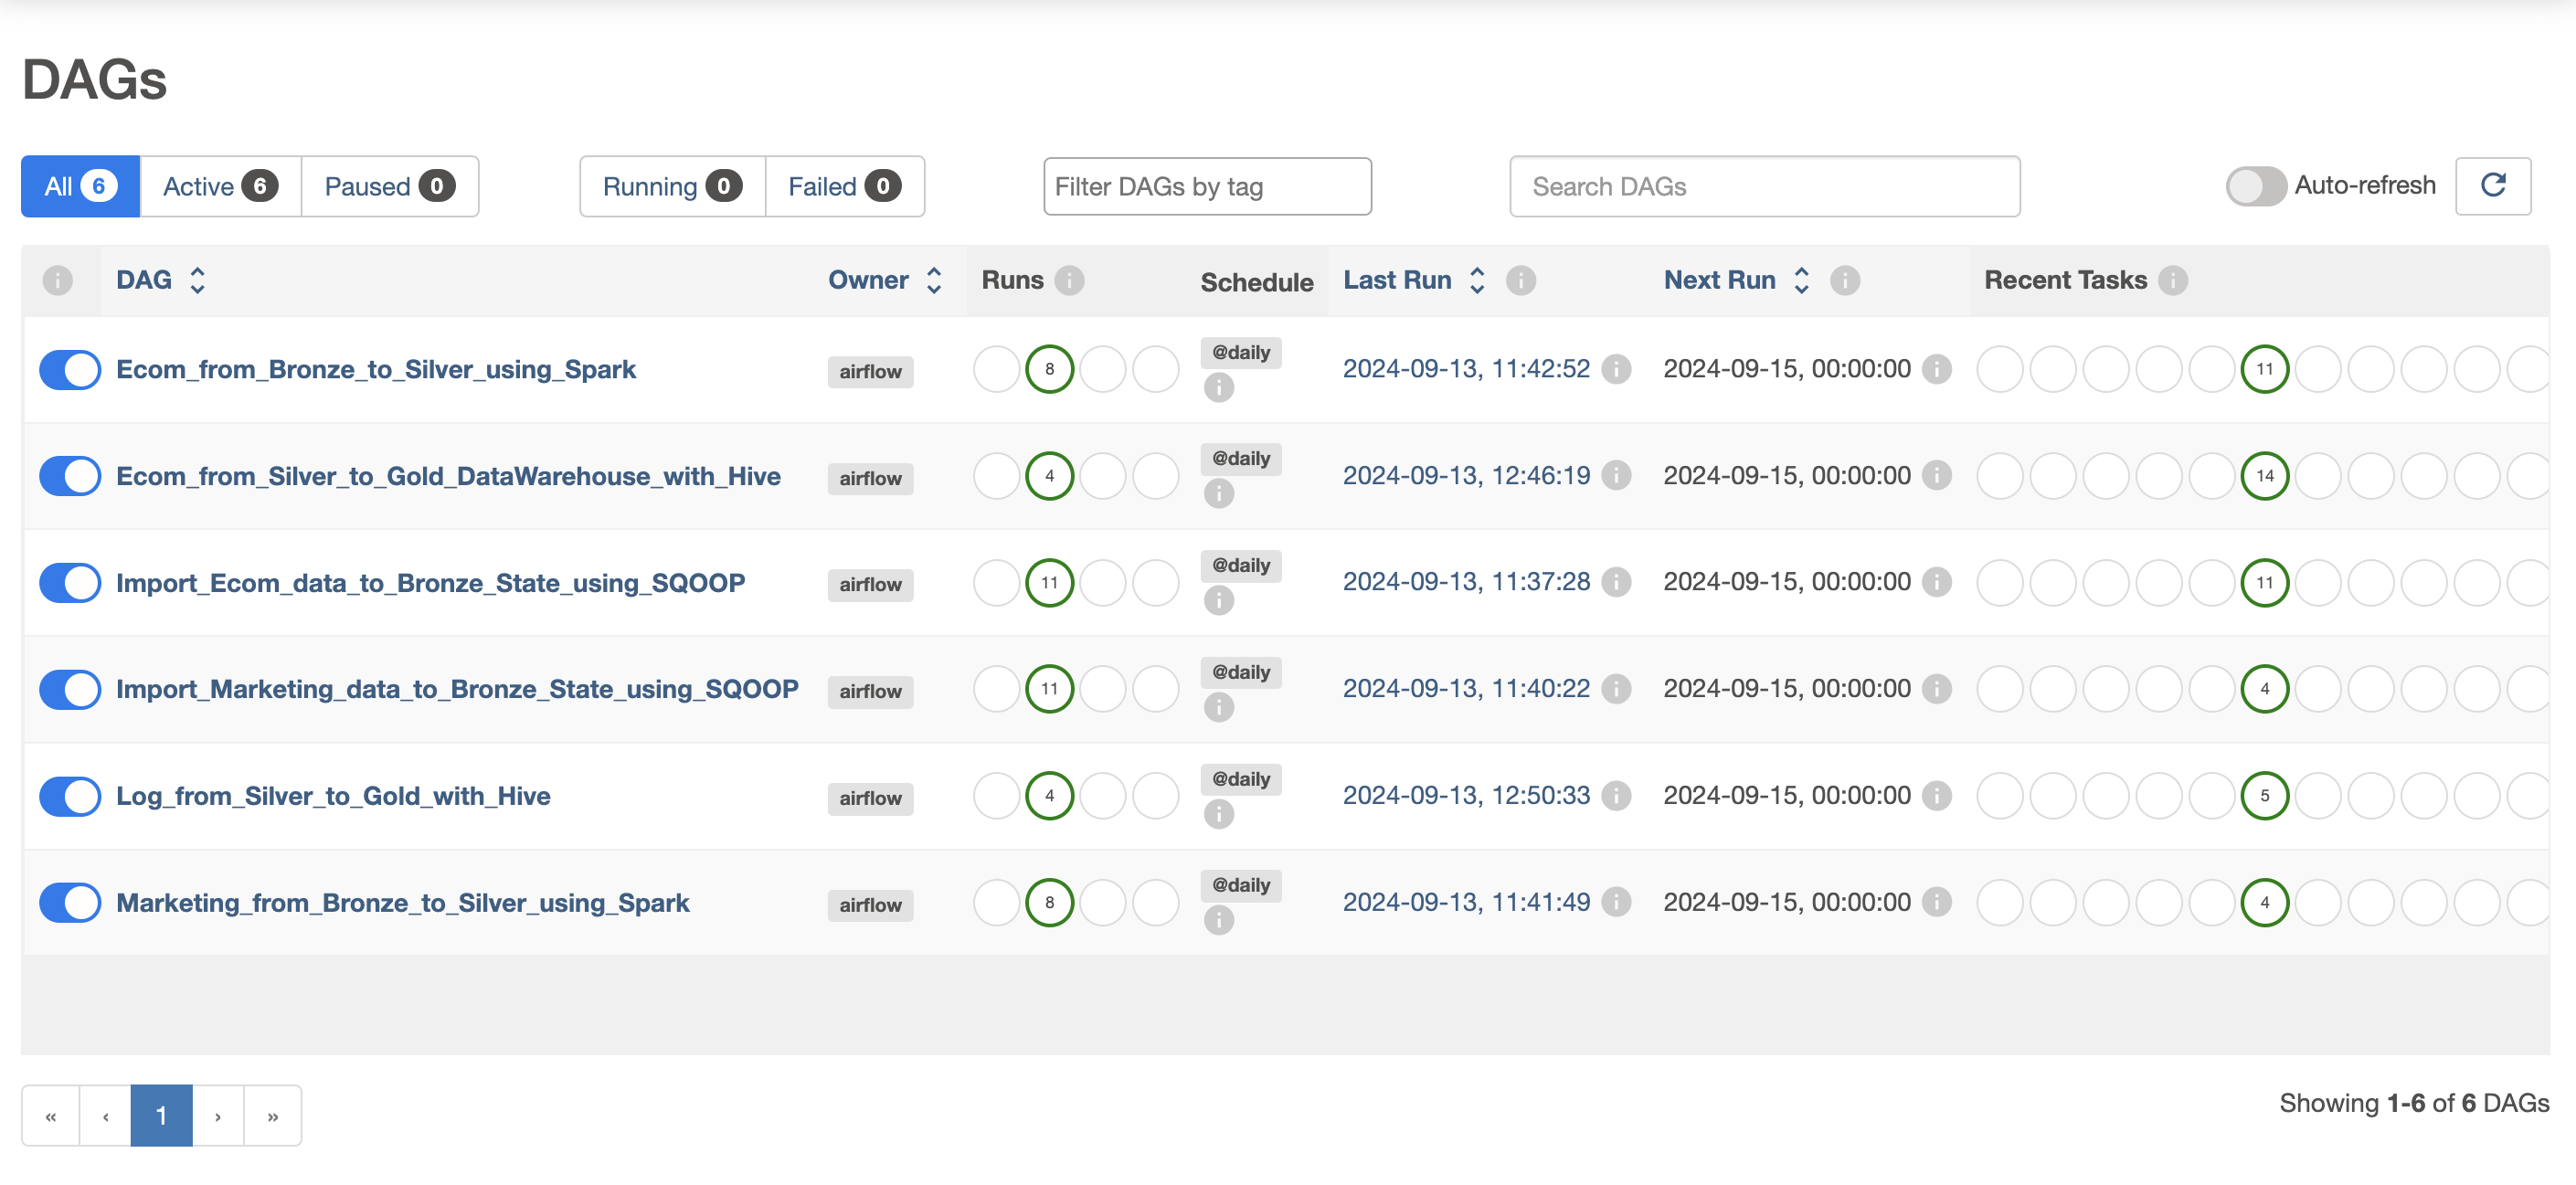 DAGs
All 6 Active 6 Paused 0 Running 0 Failed 0 Filter DAGs by tag Search DAGs Auto-refresh
i DAG Owner Runs i Schedule Last Run i Next Run i Recent Tasks i
Ecom_from_Bronze_to_Silver_using_Spark airflow 8 @daily i 2024-09-13, 11:42:52 i 2024-09-15, 00:00:00 i 11
Ecom_from_Silver_to_Gold_DataWarehouse_with_Hive airflow 4 @daily i 2024-09-13, 12:46:19 i 2024-09-15, 00:00:00 i 14
Import_Ecom_data_to_Bronze_State_using_SQOOP airflow 11 @daily i 2024-09-13, 11:37:28 i 2024-09-15, 00:00:00 i 11
Import_Marketing_data_to_Bronze_State_using_SQOOP airflow 11 @daily i 2024-09-13, 11:40:22 i 2024-09-15, 00:00:00 i 4
Log_from_Silver_to_Gold_with_Hive airflow 4 @daily i 2024-09-13, 12:50:33 i 2024-09-15, 00:00:00 i 5
Marketing_from_Bronze_to_Silver_using_Spark airflow 8 @daily i 2024-09-13, 11:41:49 i 2024-09-15, 00:00:00 i 4
« ‹ 1 › » Showing 1-6 of 6 DAGs